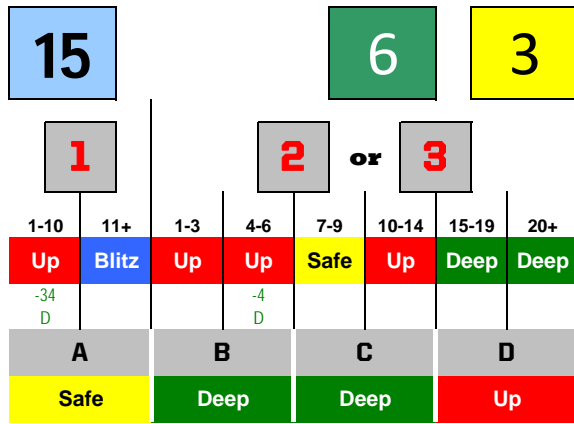 15 6 3
1 2 or 3
1-10 11+ 1-3 4-6 7-9 10-14 15-19 20+
Up Blitz Up Up Safe Up Deep Deep
-34 -4
D D
A B C D
Safe Deep Deep Up